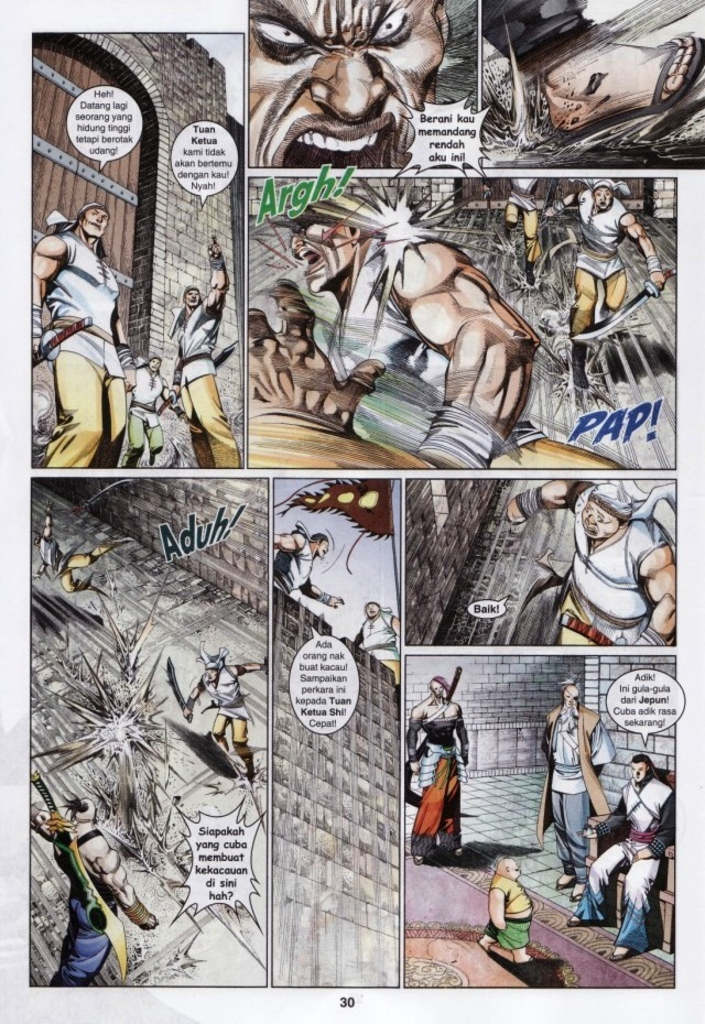 Heh!
Datang lagi
seorang yang
hidung tinggi
tetapi berotak
udang!
Tuan
Ketua
kami tidak
akan bertemu
dengan kau!
Nyah!
Berani kau
memandang
rendah
aku ini!
Argh!
PAP!
Aduh!
Siapakah
yang cuba
membuat
kekacauan
di sini
hah?
Ada
orang nak
buat kacau!
Sampaikan
perkara ini
kepada Tuan
Ketua Shi!
Cepat!
Baik!
Adik!
Ini gula-gula
dari Jepun!
Cuba adik rasa
sekarang!
30